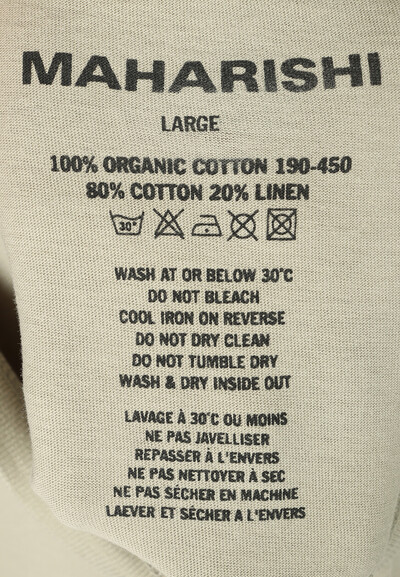 MAHARISHI
LARGE
100% ORGANIC COTTON 190-450
80% COTTON 20% LINEN
30°
WASH AT OR BELOW 30°C
DO NOT BLEACH
COOL IRON ON REVERSE
DO NOT DRY CLEAN
DO NOT TUMBLE DRY
WASH & DRY INSIDE OUT
LAVAGE À 30°C OU MOINS
NE PAS JAVELLISER
REPASSER À L'ENVERS
NE PAS NETTOYER À SEC
NE PAS SÉCHER EN MACHINE
LAEVER ET SÉCHER A L'ENVERS